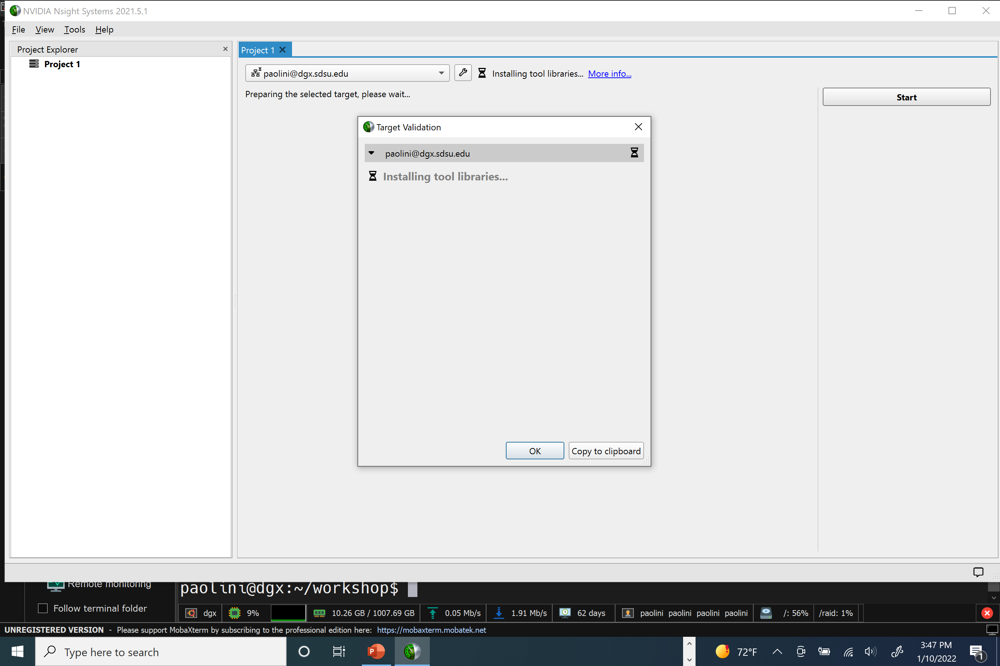 NVIDIA Nsight Systems 2021.5.1
File View Tools Help
Project Explorer
Project 1
Project 1
paolini@dgx.sdsu.edu
Installing tool libraries... More info...
Preparing the selected target, please wait...
Start
Target Validation
paolini@dgx.sdsu.edu
Installing tool libraries...
OK Copy to clipboard
Remote monitoring
paolini@dgx:~/workshop$
Follow terminal folder
dgx 9% 10.26 GB / 1007.69 GB 0.05 Mb/s 1.91 Mb/s 62 days paolini paolini paolini paolini /: 56% /raid: 1%
UNREGISTERED VERSION - Please support MobaXterm by subscribing to the professional edition here: https://mobaxterm.mobatek.net
Type here to search
P
72°F
3:47 PM
1/10/2022
1